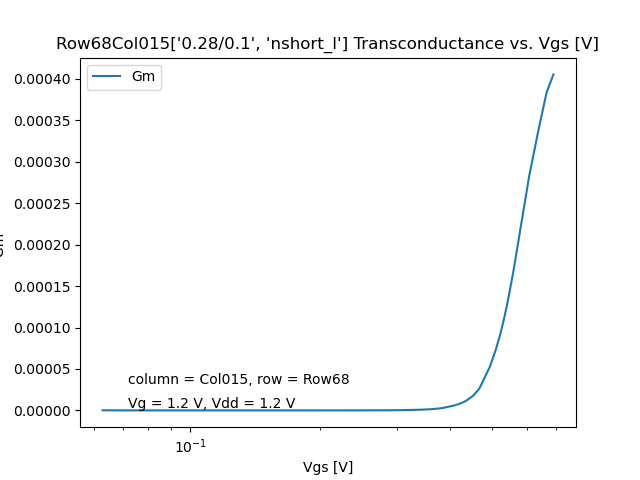 Row68Col015['0.28/0.1', 'nshort_l'] Transconductance vs. Vgs [V]
Gm
0.00040
0.00035
0.00030
0.00025
0.00020
0.00015
0.00010
0.00005
0.00000
column = Col015, row = Row68
Vg = 1.2 V, Vdd = 1.2 V
10⁻¹
Vgs [V]